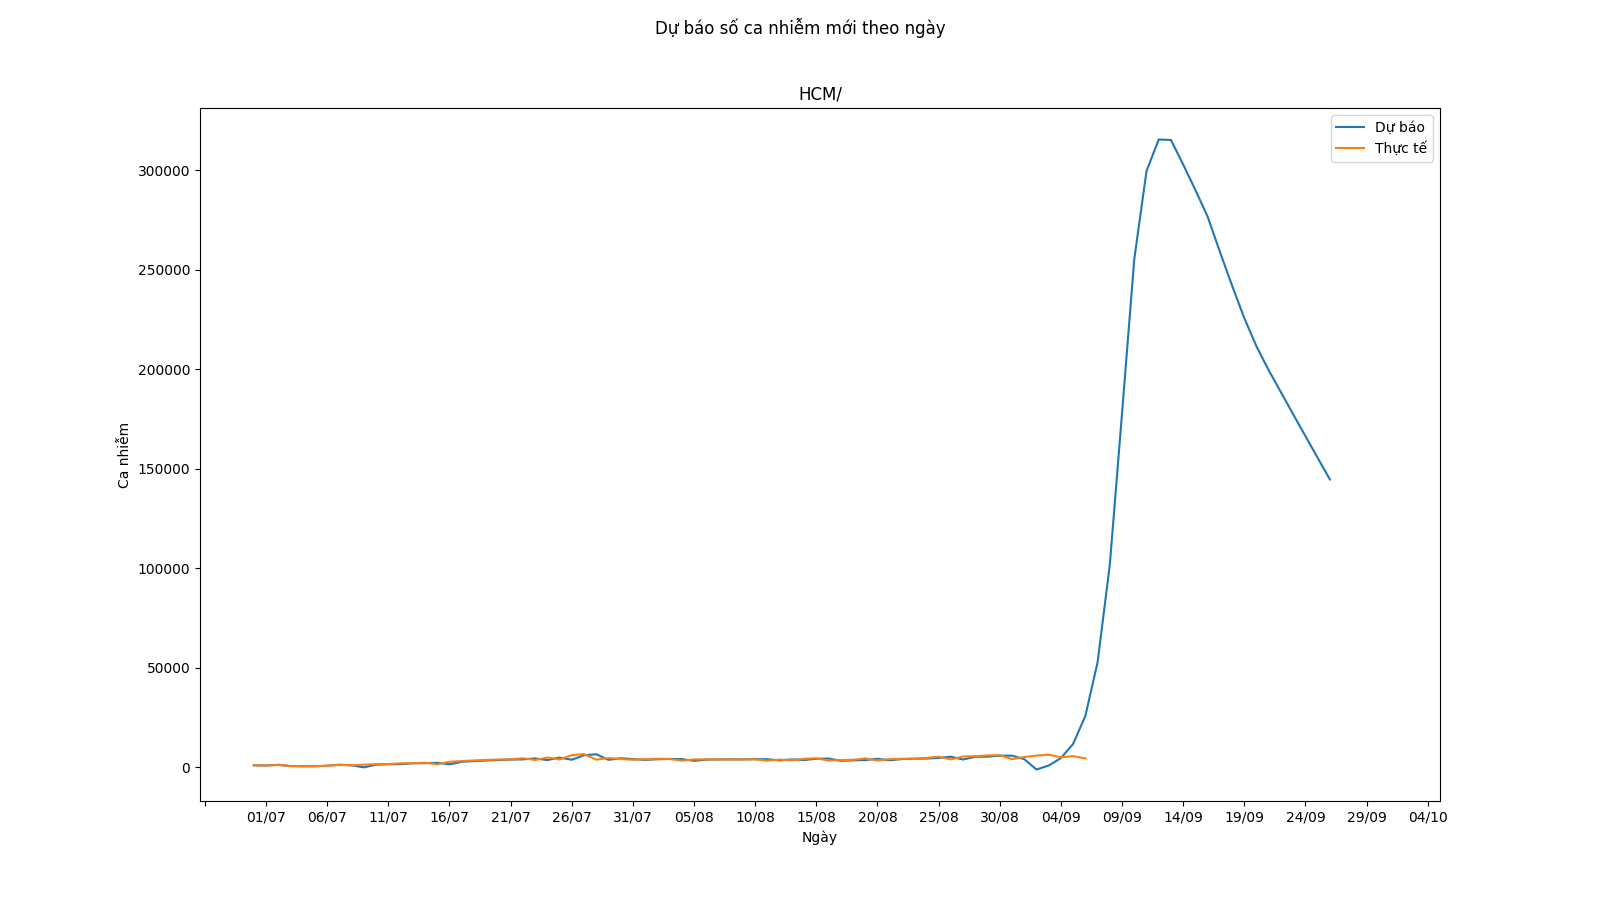 Dự báo số ca nhiễm mới theo ngày
HCM/
Dự báo
Thực tế
300000
250000
200000
150000
100000
50000
0
Ca nhiễm
01/07 06/07 11/07 16/07 21/07 26/07 31/07 05/08 10/08 15/08 20/08 25/08 30/08 04/09 09/09 14/09 19/09 24/09 29/09 04/10
Ngày